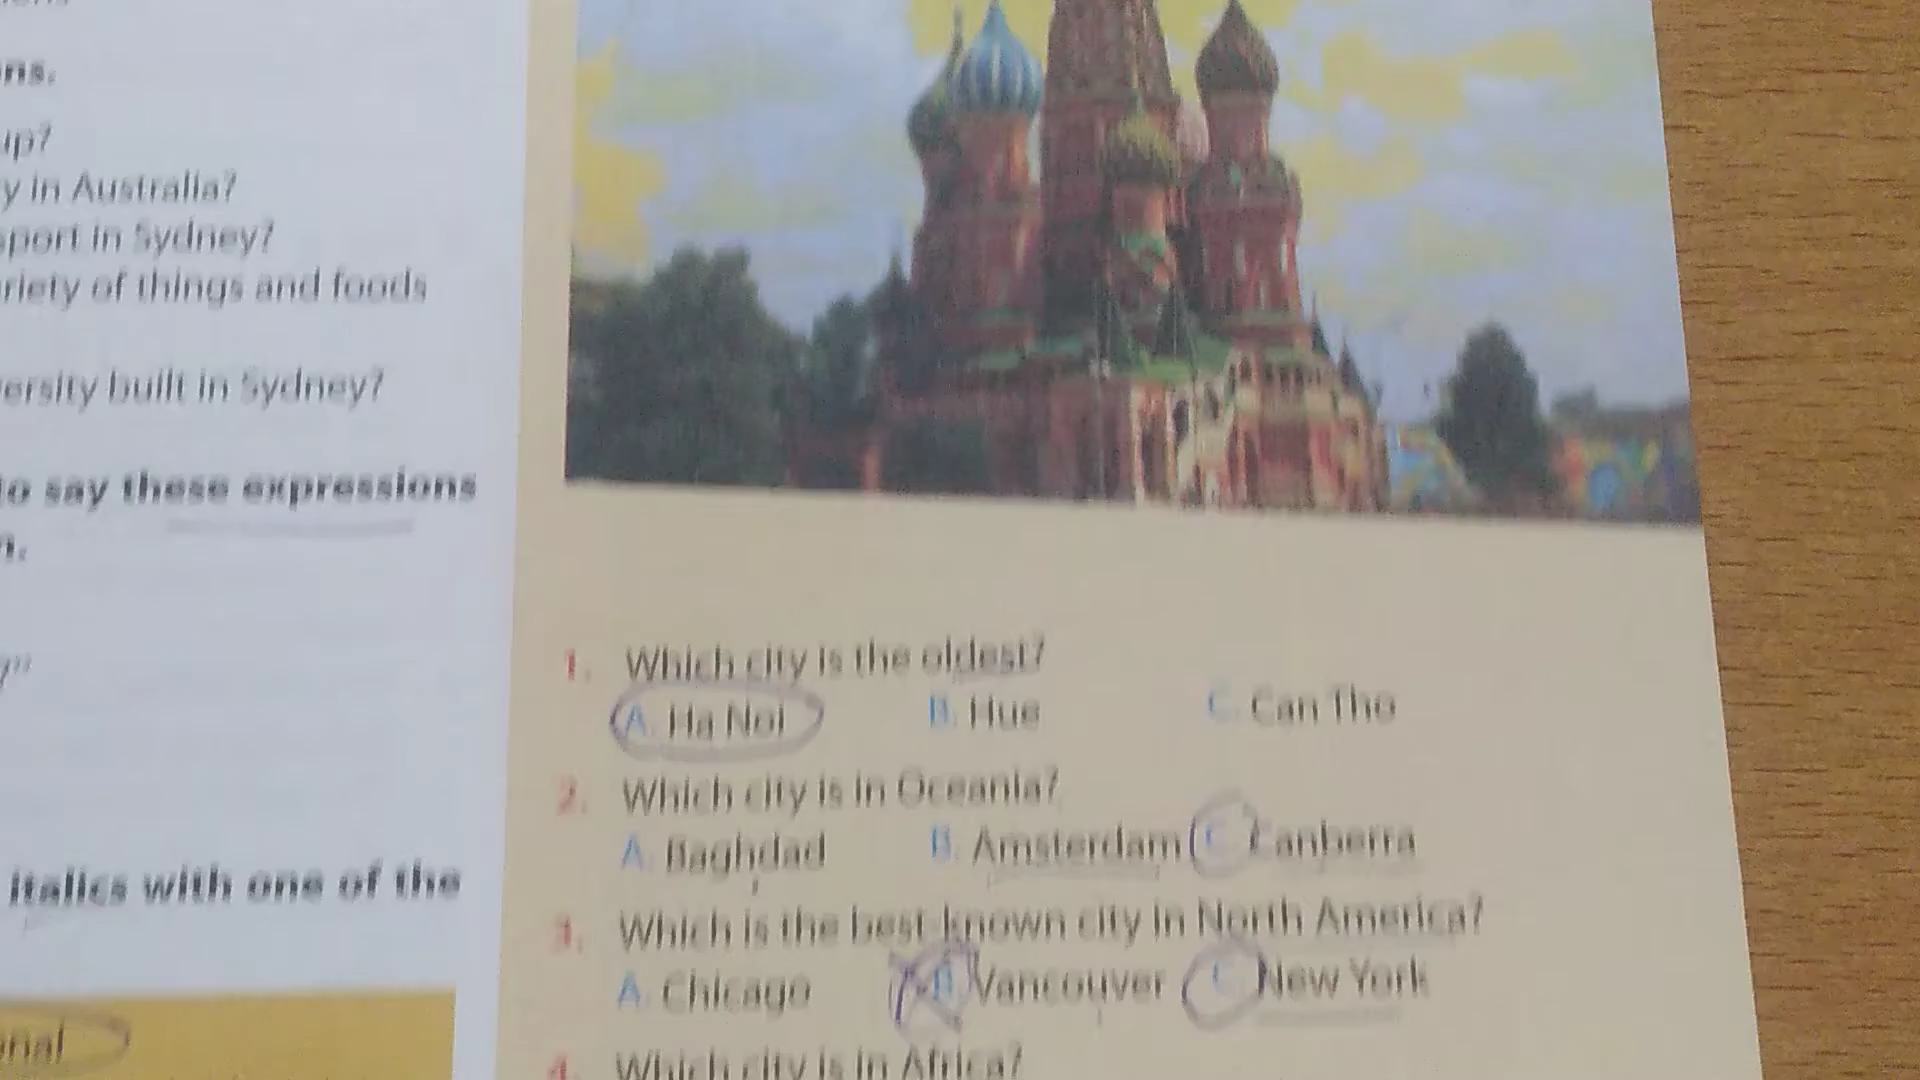 ns.
up?
y in Australia?
sport in Sydney?
riety of things and foods
ersity built in Sydney?
to say these expressions
n.
?"
italics with one of the
1. Which city is the oldest?
A. Ha Noi B. Hue C. Can Tho
2. Which city is in Oceania?
A. Baghdad B. Amsterdam C. Canberra
3. Which is the best-known city in North America?
A. Chicago B. Vancouver C. New York
4. Which city is in Africa?